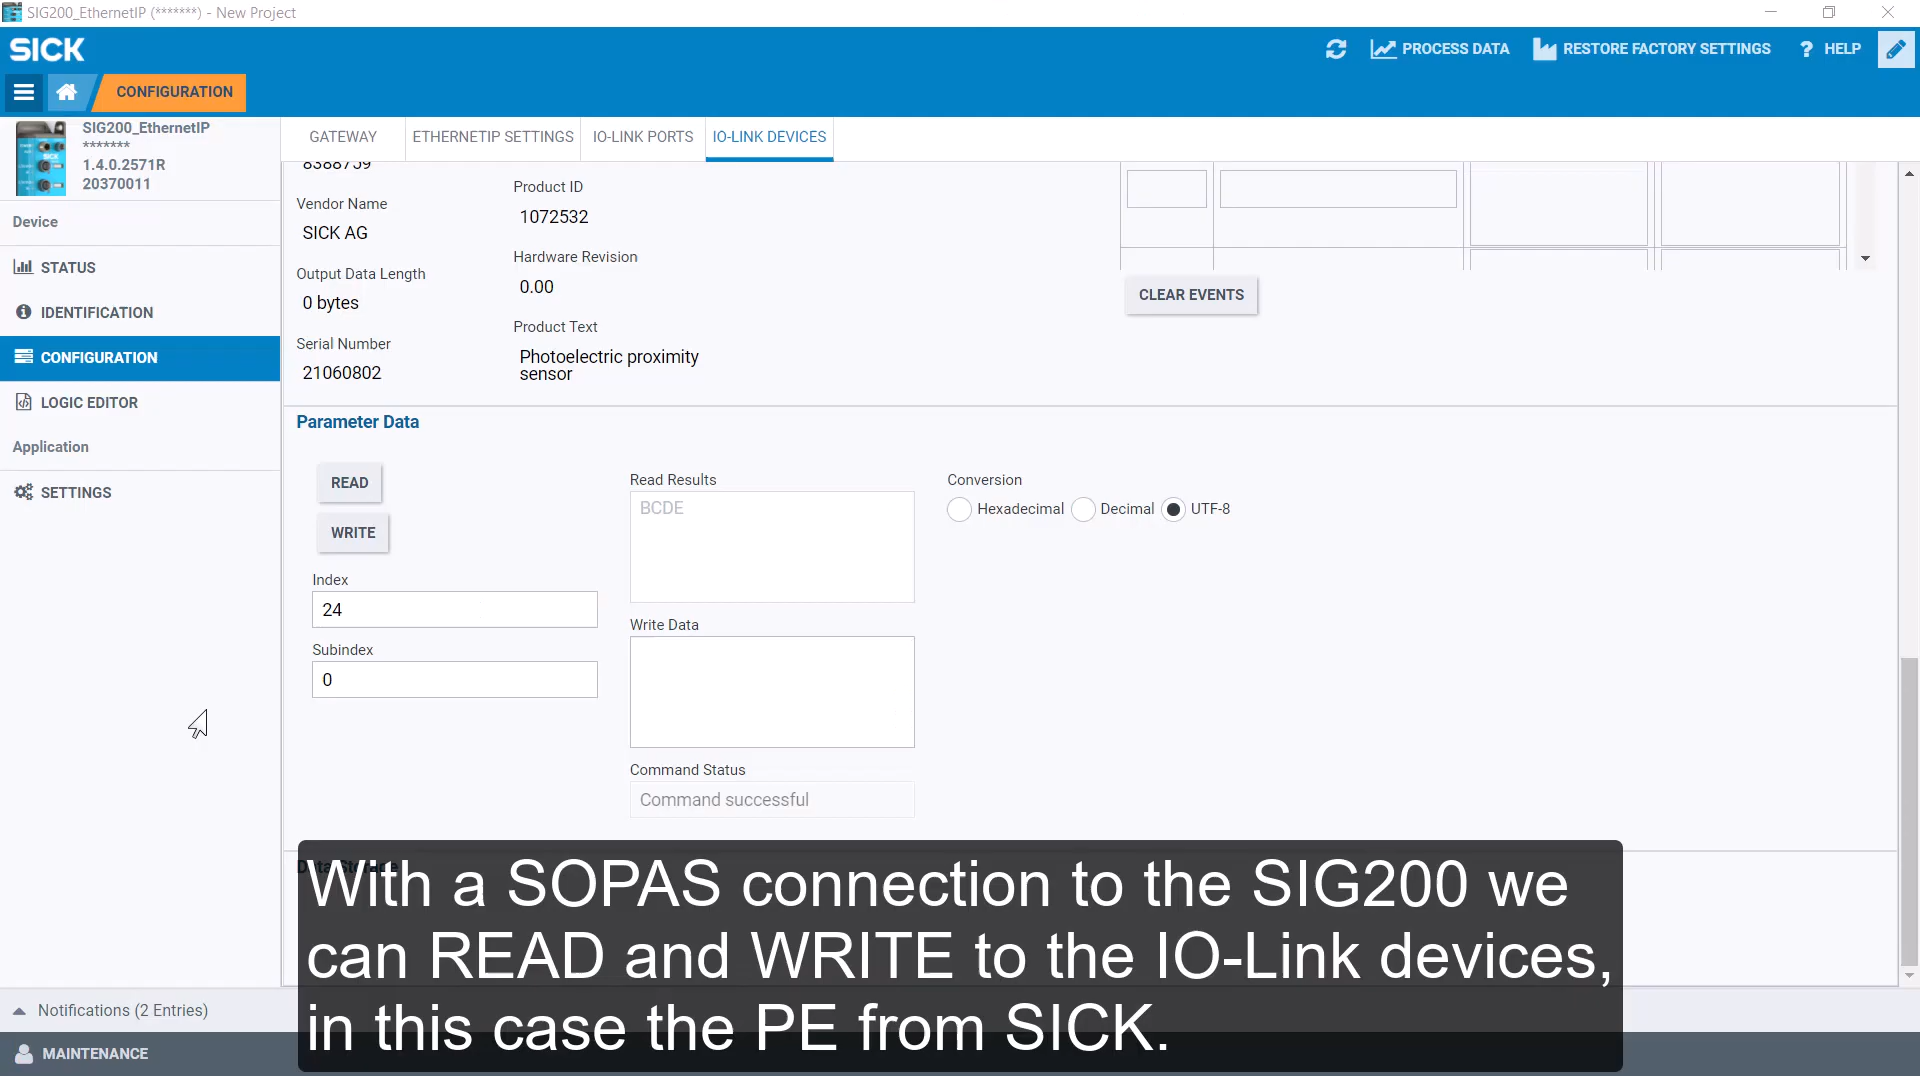 SIG200_EthernetIP (*******) - New Project
SICK
PROCESS DATA
RESTORE FACTORY SETTINGS
? HELP
CONFIGURATION
SIG200_EthernetIP
*******
1.4.0.2571R
20370011
GATEWAY
ETHERNETIP SETTINGS
IO-LINK PORTS
IO-LINK DEVICES
Device
STATUS
IDENTIFICATION
CONFIGURATION
LOGIC EDITOR
Application
SETTINGS
8388759
Vendor Name
SICK AG
Output Data Length
0 bytes
Serial Number
21060802
Product ID
1072532
Hardware Revision
0.00
Product Text
Photoelectric proximity
sensor
CLEAR EVENTS
Parameter Data
READ
WRITE
Index
24
Subindex
0
Read Results
BCDE
Write Data
Command Status
Command successful
Conversion
Hexadecimal
Decimal
UTF-8
Data Storage
With a SOPAS connection to the SIG200 we
can READ and WRITE to the IO-Link devices,
in this case the PE from SICK.
Notifications (2 Entries)
MAINTENANCE